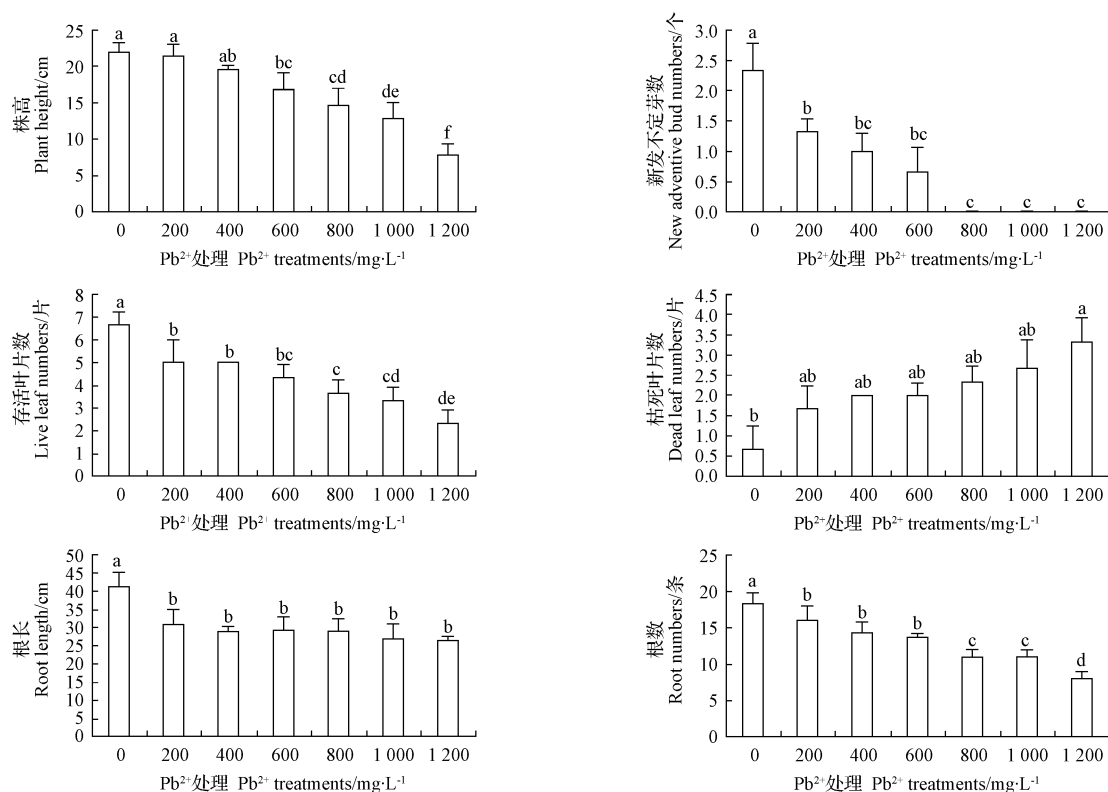 株高
Plant height/cm
25
20
15
10
5
0
a a ab bc cd de f
0 200 400 600 800 1 000 1 200
Pb²⁺处理 Pb²⁺ treatments/mg·L⁻¹
新发不定芽数
New adventive bud numbers/个
3.0
2.5
2.0
1.5
1.0
0.5
0.0
a b bc bc c c c
0 200 400 600 800 1 000 1 200
Pb²⁺处理 Pb²⁺ treatments/mg·L⁻¹
存活叶片数
Live leaf numbers/片
8
7
6
5
4
3
2
1
0
a b b bc c cd de
0 200 400 600 800 1 000 1 200
Pb²⁺处理 Pb²⁺ treatments/mg·L⁻¹
枯死叶片数
Dead leaf numbers/片
4.5
4.0
3.5
3.0
2.5
2.0
1.5
1.0
0.5
0.0
b ab ab ab ab ab a
0 200 400 600 800 1 000 1 200
Pb²⁺处理 Pb²⁺ treatments/mg·L⁻¹
根长
Root length/cm
50
45
40
35
30
25
20
15
10
5
0
a b b b b b b
0 200 400 600 800 1 000 1 200
Pb²⁺处理 Pb²⁺ treatments/mg·L⁻¹
根数
Root numbers/条
25
20
15
10
5
0
a b b b c c d
0 200 400 600 800 1 000 1 200
Pb²⁺处理 Pb²⁺ treatments/mg·L⁻¹